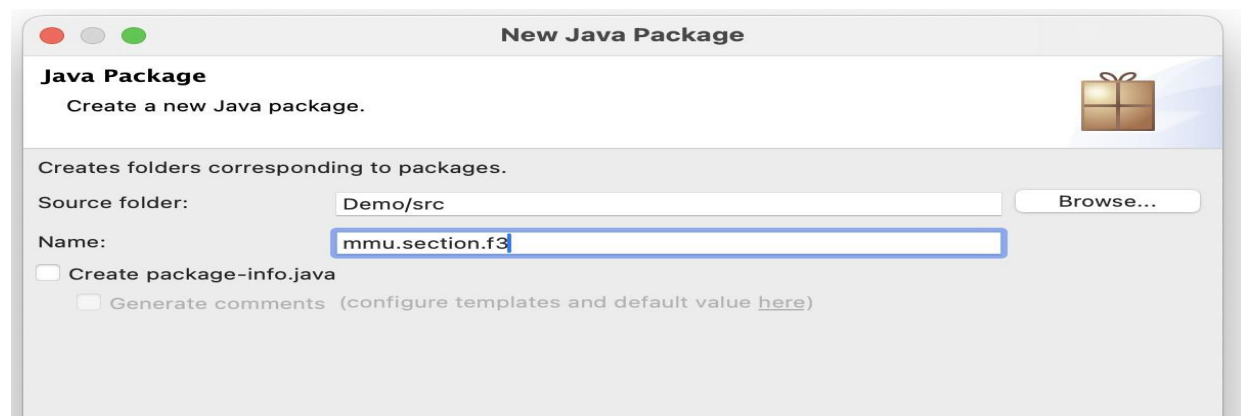 New Java Package
Java Package
Create a new Java package.
Creates folders corresponding to packages.
Source folder: Demo/src Browse...
Name: mmu.section.f3
Create package-info.java
Generate comments (configure templates and default value here)